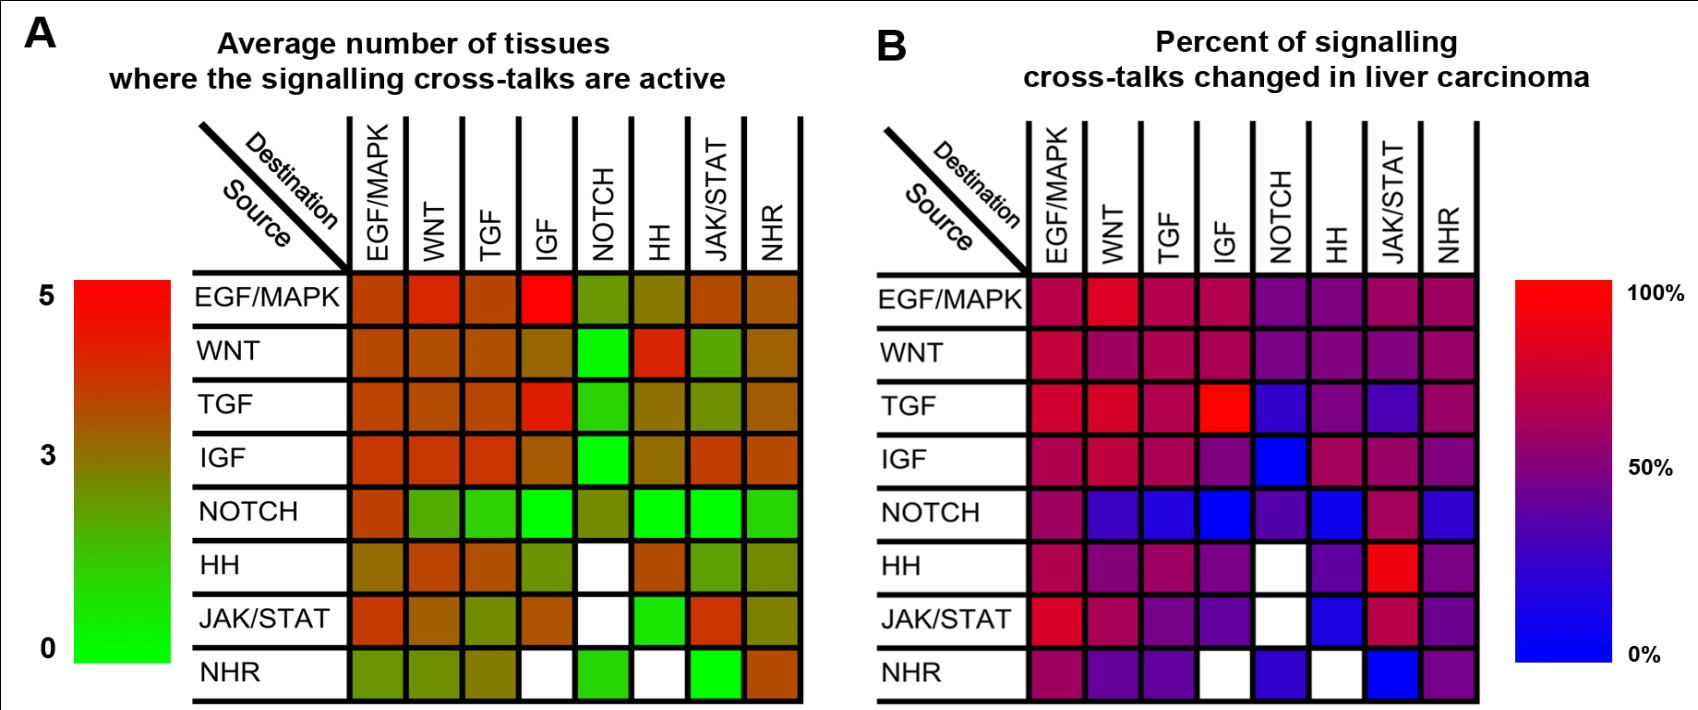 A
Average number of tissues
where the signalling cross-talks are active
Destination
Source
EGF/MAPK
WNT
TGF
IGF
NOTCH
HH
JAK/STAT
NHR
EGF/MAPK
WNT
TGF
IGF
NOTCH
HH
JAK/STAT
NHR
5
3
0
B
Percent of signalling
cross-talks changed in liver carcinoma
Destination
Source
EGF/MAPK
WNT
TGF
IGF
NOTCH
HH
JAK/STAT
NHR
EGF/MAPK
WNT
TGF
IGF
NOTCH
HH
JAK/STAT
NHR
100%
50%
0%